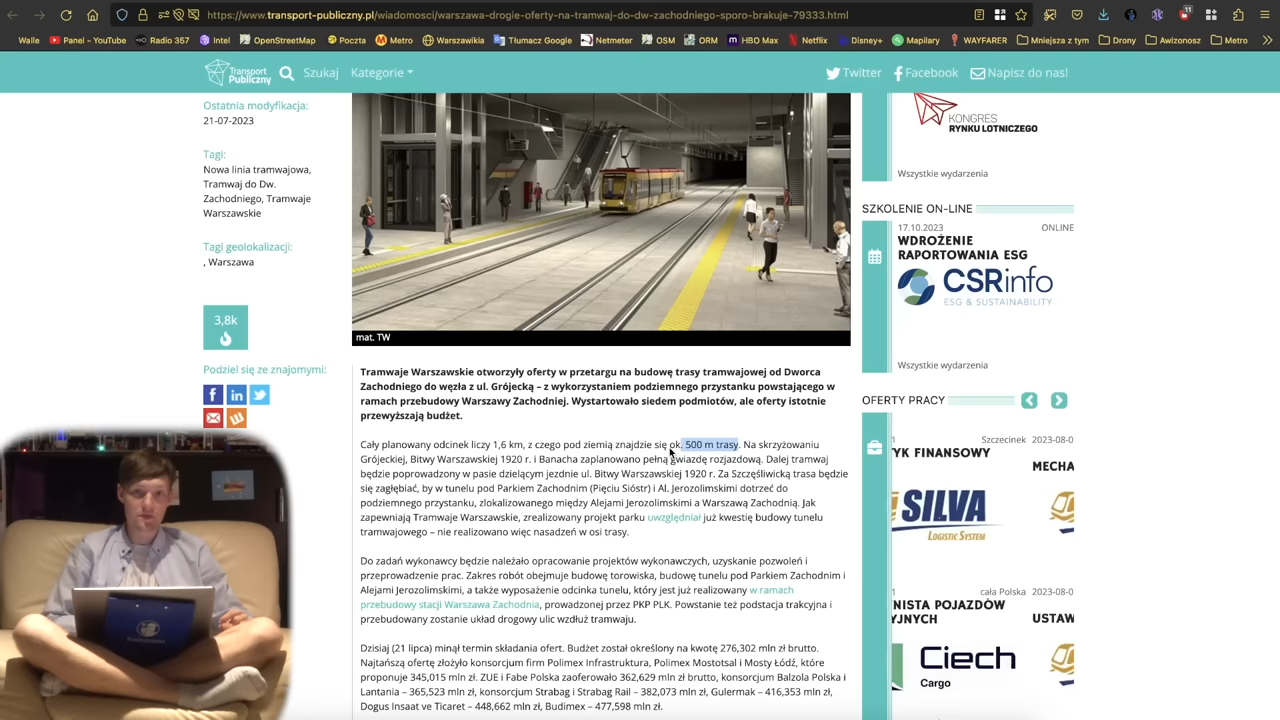 https://www.transport-publiczny.pl/wiadomosci/warszawa-drogie-oferty-na-tramwaj-do-dw-zachodniego-sporo-brakuje-79333.html
11
Walle
Panel - YouTube
Radio 357
Intel
OpenStreetMap
Poczta
Metro
Warszawikia
Tłumacz Google
Netmeter
OSM
ORM
HBO Max
Netflix
Disney+
Mapilary
WAYFARER
Mniejsza z tym
Drony
Awizonosz
Metro
Transport
Publiczny
Szukaj
Kategorie
Twitter
Facebook
Napisz do nas!
Ostatnia modyfikacja:
21-07-2023
Tagi:
Nowa linia tramwajowa,
Tramwaj do Dw.
Zachodniego, Tramwaje
Warszawskie
Tagi geolokalizacji:
, Warszawa
3,8k
Podziel się ze znajomymi:
mat. TW
Tramwaje Warszawskie otworzyły oferty w przetargu na budowę trasy tramwajowej od Dworca
Zachodniego do węzła z ul. Grójecką – z wykorzystaniem podziemnego przystanku powstającego w
ramach przebudowy Warszawy Zachodniej. Wystartowało siedem podmiotów, ale oferty istotnie
przewyższają budżet.
Cały planowany odcinek liczy 1,6 km, z czego pod ziemią znajdzie się ok. 500 m trasy. Na skrzyżowaniu
Grójeckiej, Bitwy Warszawskiej 1920 r. i Banacha zaplanowano pełną gwiazdę rozjazdową. Dalej tramwaj
będzie poprowadzony w pasie dzielącym jezdnie ul. Bitwy Warszawskiej 1920 r. Za Szczęśliwicką trasa będzie
się zagłębiać, by w tunelu pod Parkiem Zachodnim (Pięciu Sióstr) i Al. Jerozolimskimi dotrzeć do
podziemnego przystanku, zlokalizowanego między Alejami Jerozolimskimi a Warszawą Zachodnią. Jak
zapewniają Tramwaje Warszawskie, zrealizowany projekt parku uwzględniał już kwestię budowy tunelu
tramwajowego – nie realizowano więc nasadzeń w osi trasy.
Do zadań wykonawcy będzie należało opracowanie projektów wykonawczych, uzyskanie pozwoleń i
przeprowadzenie prac. Zakres robót obejmuje budowę torowiska, budowę tunelu pod Parkiem Zachodnim i
Alejami Jerozolimskimi, a także wyposażenie odcinka tunelu, który jest już realizowany w ramach
przebudowy stacji Warszawa Zachodnia, prowadzonej przez PKP PLK. Powstanie też podstacja trakcyjna i
przebudowany zostanie układ drogowy ulic wzdłuż tramwaju.
Dzisiaj (21 lipca) minął termin składania ofert. Budżet został określony na kwotę 276,302 mln zł brutto.
Najtańszą ofertę złożyło konsorcjum firm Polimex Infrastruktura, Polimex Mostotsal i Mosty Łódź, które
proponuje 345,015 mln zł. ZUE i Fabe Polska zaoferowało 362,629 mln zł brutto, konsorcjum Balzola Polska i
Lantania – 365,523 mln zł, konsorcjum Strabag i Strabag Rail – 382,073 mln zł, Gulermak – 416,353 mln zł,
Dogus Insaat ve Ticaret – 448,662 mln zł, Budimex – 477,598 mln zł.
KONGRES
RYNKU LOTNICZEGO
Wszystkie wydarzenia
SZKOLENIE ON-LINE
17.10.2023 ONLINE
WDROŻENIE
RAPORTOWANIA ESG
CSRinfo
ESG & SUSTAINABILITY
Wszystkie wydarzenia
OFERTY PRACY
1 Szczecinek 2023-08-0
YK FINANSOWY
MECHA
SILVA
LOGISTIC SYSTEM
1 cała Polska 2023-08-0
NISTA POJAZDÓW
YJNYCH
USTAW
Ciech
Cargo